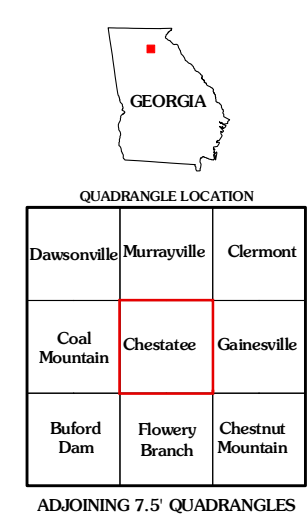 GEORGIA
QUADRANGLE LOCATION
Dawsonville Murrayville Clermont
Coal
Mountain
Chestatee
Gainesville
Buford
Dam
Flowery
Branch
Chestnut
Mountain
ADJOINING 7.5' QUADRANGLES